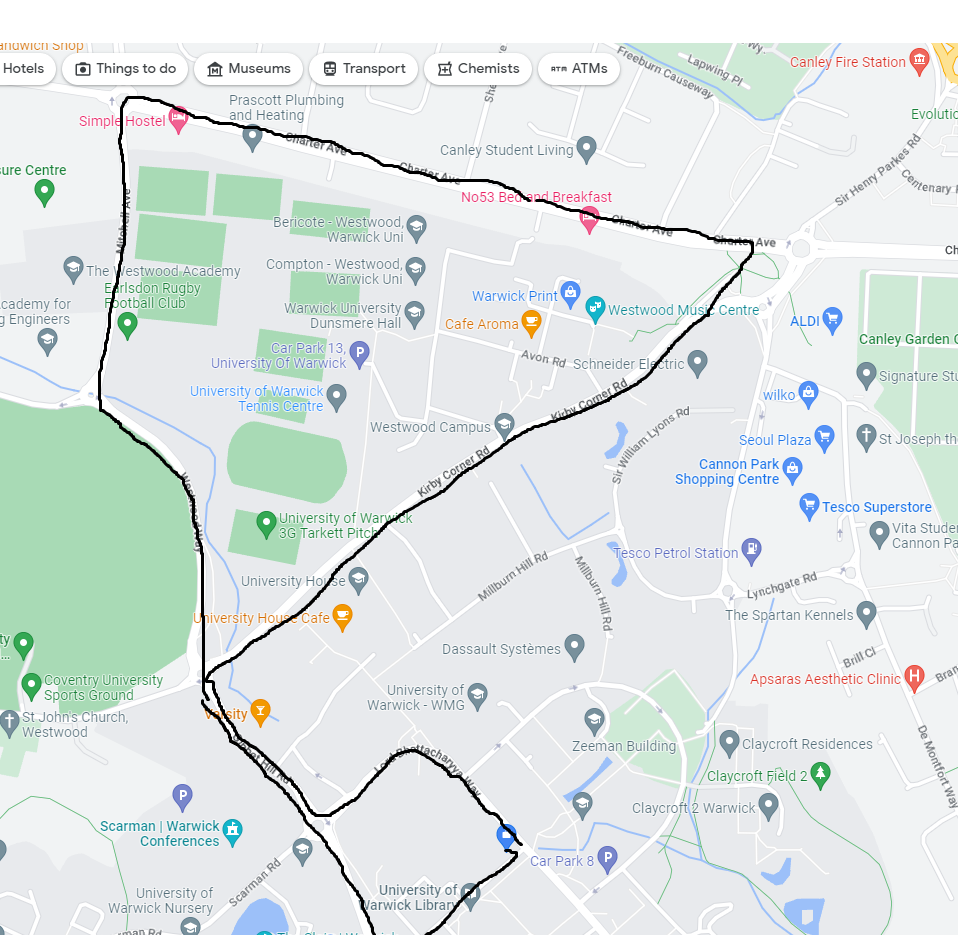 andwich Shop
Hotels
Things to do
Museums
Transport
Chemists
ATMs
Freeburn Causeway
Lapwing Pl
Wy.
She
Canley Fire Station
Evolutio
Prascott Plumbing
and Heating
Simple Hostel
Charter Ave
Canley Student Living
Charter Ave
Sir Henry Parkes Rd
Centenary
sure Centre
No53 Bed and Breakfast
Mitchell Ave
Bericote - Westwood,
Warwick Uni
Charter Ave
Charter Ave
Ch
The Westwood Academy
Compton - Westwood,
Warwick Uni
Earlsdon Rugby
Football Club
Academy for
g Engineers
Warwick University
Dunsmere Hall
Warwick Print
Westwood Music Centre
Cafe Aroma
ALDI
Canley Garden C
Car Park 13,
University Of Warwick
Avon Rd
Schneider Electric
Signature Stu
University of Warwick
Tennis Centre
Kirby Corner Rd
wilko
Sir William Lyons Rd
Westwood Campus
Seoul Plaza
St Joseph the
Kirby Corner Rd
Cannon Park
Shopping Centre
Westwood Way
Tesco Superstore
University of Warwick
3G Tarkett Pitch
Vita Studen
Cannon Pa
Tesco Petrol Station
Millburn Hill Rd
Millburn Hill Rd
University House
Lynchgate Rd
University House Cafe
The Spartan Kennels
ty
...
Dassault Systèmes
Brill Cl
Bran
Coventry University
Sports Ground
Apsaras Aesthetic Clinic
University of
Warwick - WMG
St John's Church,
Westwood
Varsity
Zeeman Building
Claycroft Residences
De Montfort Way
Gibbet Hill Rd
Lord Bhattacharyya Way
Claycroft Field 2
Claycroft 2 Warwick
Scarman | Warwick
Conferences
Car Park 8
Scarman Rd
University of
Warwick Nursery
University of
Warwick Library
man Rd